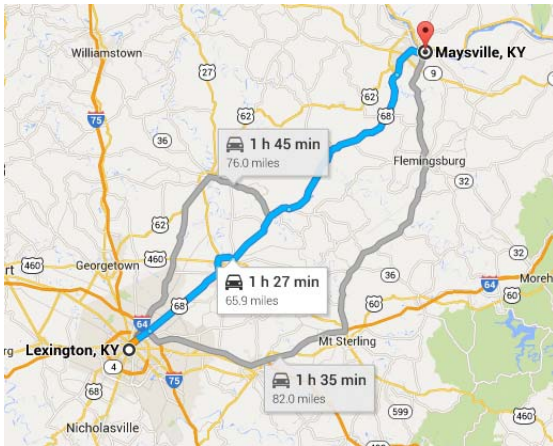 Williamstown
Maysville, KY
27
9
62
68
75
62
36
1 h 45 min
76.0 miles
Flemingsburg
32
32
62
460
Georgetown
460
1 h 27 min
65.9 miles
36
64
Moreh
60
60
68
64
Lexington, KY
4
Mt Sterling
1 h 35 min
82.0 miles
75
68
Nicholasville
599
460